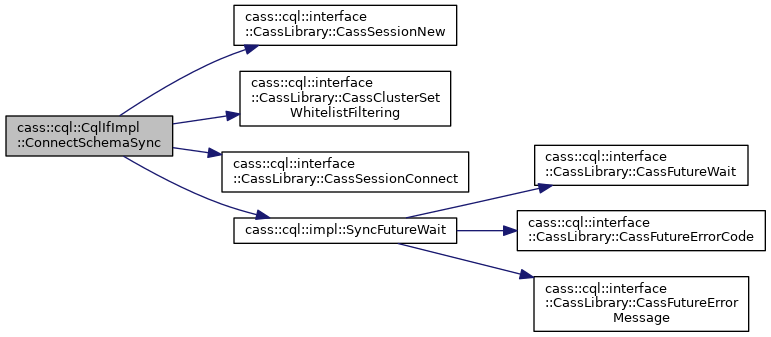 cass::cql::interface
::CassLibrary::CassSessionNew
cass::cql::interface
::CassLibrary::CassClusterSet
WhitelistFiltering
cass::cql::CqlIfImpl
::ConnectSchemaSync
cass::cql::interface
::CassLibrary::CassSessionConnect
cass::cql::interface
::CassLibrary::CassFutureWait
cass::cql::impl::SyncFutureWait
cass::cql::interface
::CassLibrary::CassFutureErrorCode
cass::cql::interface
::CassLibrary::CassFutureError
Message